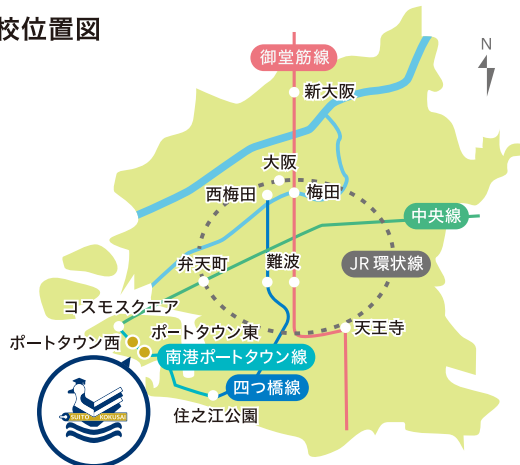 校位置図
N
御堂筋線
新大阪
大阪
西梅田
梅田
中央線
弁天町
難波
JR環状線
コスモスクエア
ポートタウン西
ポートタウン東
天王寺
南港ポートタウン線
四つ橋線
住之江公園
SUITO KOKUSAI